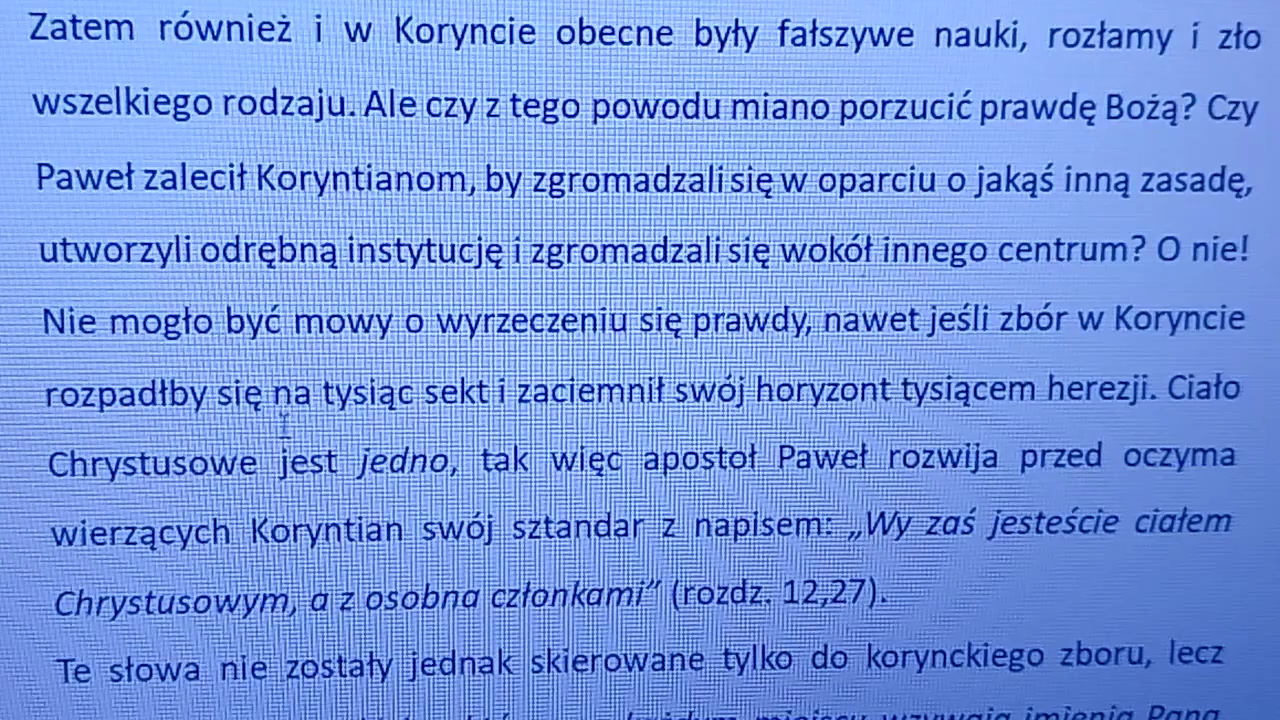 Zatem również i w Koryncie obecne były fałszywe nauki, rozłamy i zło
wszelkiego rodzaju. Ale czy z tego powodu miano porzucić prawdę Bożą? Czy
Paweł zalecił Koryntianom, by zgromadzali się w oparciu o jakąś inną zasadę,
utworzyli odrębną instytucję i zgromadzali się wokół innego centrum? O nie!
Nie mogło być mowy o wyrzeczeniu się prawdy, nawet jeśli zbór w Koryncie
rozpadłby się na tysiąc sekt i zaciemnił swój horyzont tysiącem herezji. Ciało
Chrystusowe jest jedno, tak więc apostoł Paweł rozwija przed oczyma
wierzących Koryntian swój sztandar z napisem: „Wy zaś jesteście ciałem
Chrystusowym, a z osobna członkami” (rozdz. 12,27).
Te słowa nie zostały jednak skierowane tylko do korynckiego zboru, lecz
miejscu wzywają imienia Pana